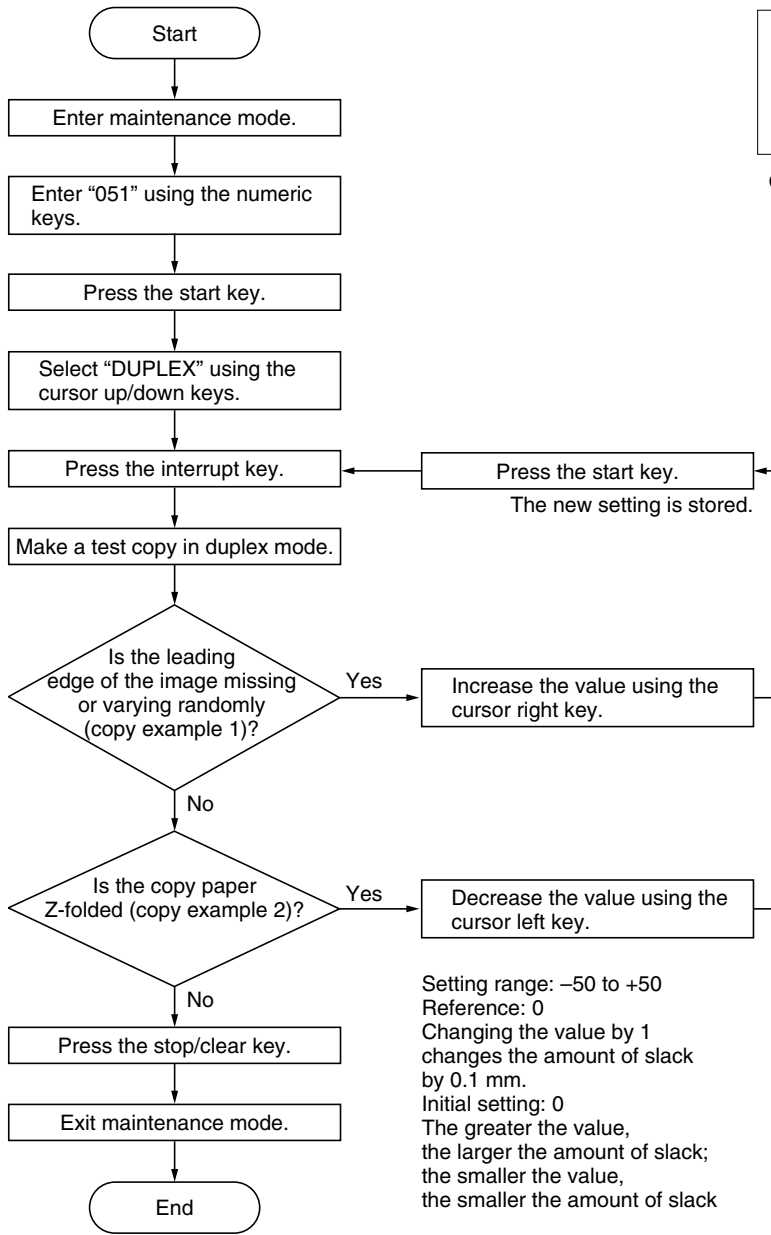 Start
Enter maintenance mode.
Enter “051” using the numeric
keys.
Press the start key.
Select “DUPLEX” using the
cursor up/down keys.
Press the interrupt key.
Press the start key.
The new setting is stored.
Make a test copy in duplex mode.
Is the leading
edge of the image missing
or varying randomly
(copy example 1)?
Yes
Increase the value using the
cursor right key.
No
Is the copy paper
Z-folded (copy example 2)?
Yes
Decrease the value using the
cursor left key.
No
Press the stop/clear key.
Exit maintenance mode.
End
Setting range: –50 to +50
Reference: 0
Changing the value by 1
changes the amount of slack
by 0.1 mm.
Initial setting: 0
The greater the value,
the larger the amount of slack;
the smaller the value,
the smaller the amount of slack